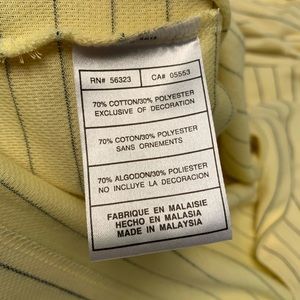 RN# 56323 CA# 05553
70% COTTON/30% POLYESTER
EXCLUSIVE OF DECORATION
70% COTON/30% POLYESTER
SANS ORNEMENTS
70% ALGODON/30% POLIESTER
NO INCLUYE LA DECORACION
FABRIQUE EN MALAISIE
HECHO EN MALASIA
MADE IN MALAYSIA